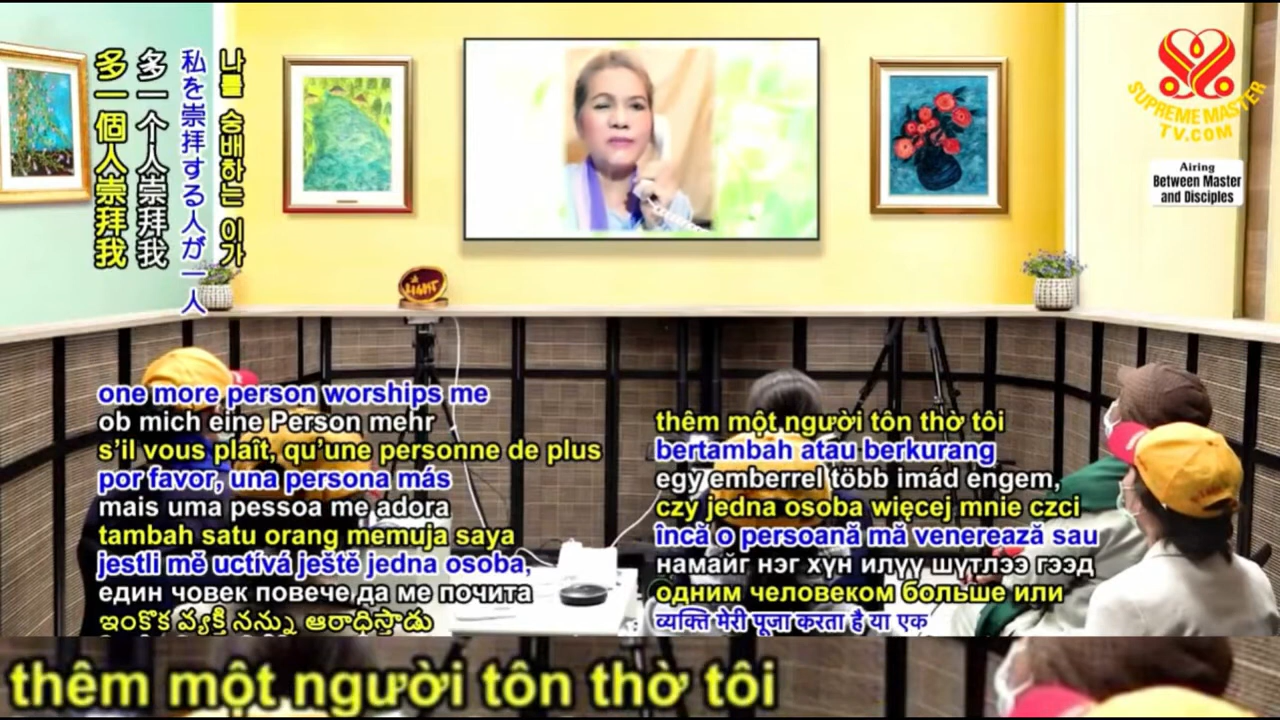 多一個人崇拜我
多一个人崇拜我
私を崇拝する人が一人
나를 숭배하는 이가
SUPREME MASTER
TV.COM
Airing
Between Master
and Disciples
one more person worships me
ob mich eine Person mehr
s'il vous plaît, qu'une personne de plus
por favor, una persona más
mais uma pessoa me adora
tambah satu orang memuja saya
jestli mě uctívá ještě jedna osoba,
един човек повече да ме почита
ఇంకొక వ్యక్తి నన్ను ఆరాధిస్తాడు
thêm một người tôn thờ tôi
bertambah atau berkurang
egy emberrel több imád engem,
czy jedna osoba więcej mnie czci
încă o persoană mă venerează sau
намайг нэг хүн илүү шүтлээ гээд
одним человеком больше или
व्यक्ति मेरी पूजा करता है या एक
thêm một người tôn thờ tôi